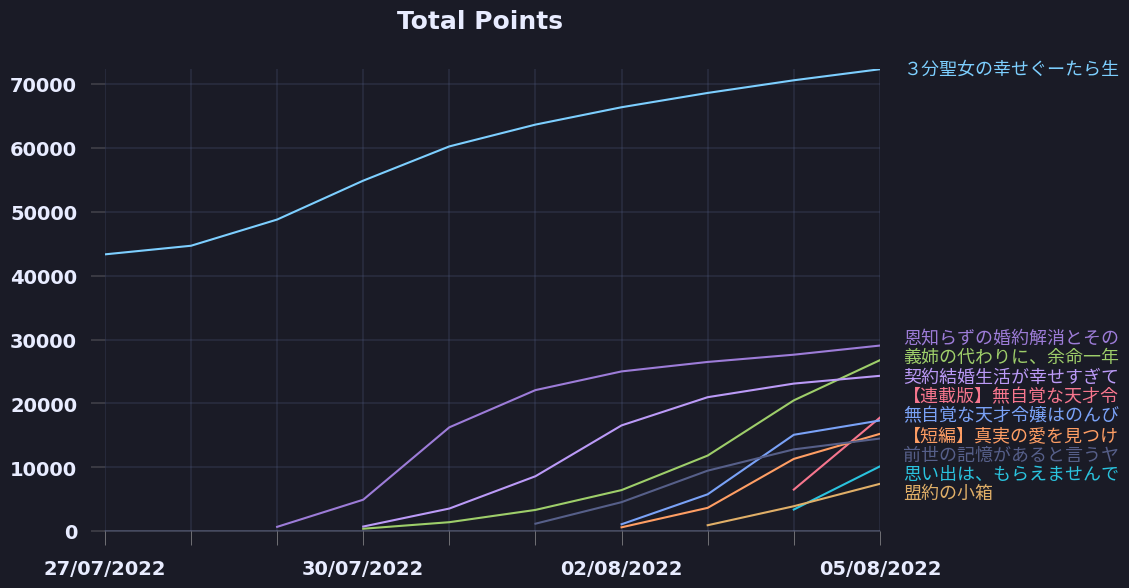 Total Points
70000
60000
50000
40000
30000
20000
10000
0
27/07/2022
30/07/2022
02/08/2022
05/08/2022
３分聖女の幸せぐーたら生
恩知らずの婚約解消とその
義姉の代わりに、余命一年
契約結婚生活が幸せすぎて
【連載版】無自覚な天才令
無自覚な天才令嬢はのんび
【短編】真実の愛を見つけ
前世の記憶があると言うヤ
思い出は、もらえませんで
盟約の小箱